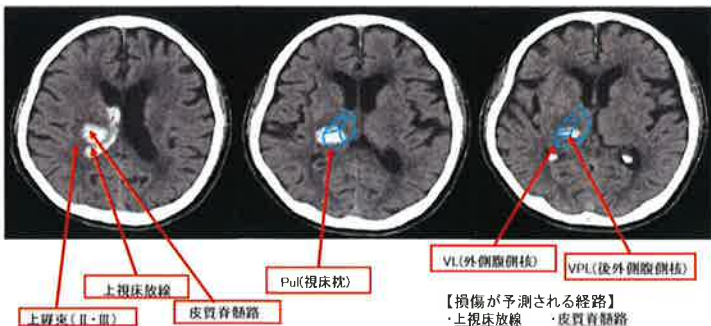 上縦束(Ⅱ・Ⅲ)
上視床放線
皮質脊髄路
Pul(視床枕)
VL(外側腹側核)
VPL(後外側腹側核)
【損傷が予測される経路】
・上視床放線 ・皮質脊髄路